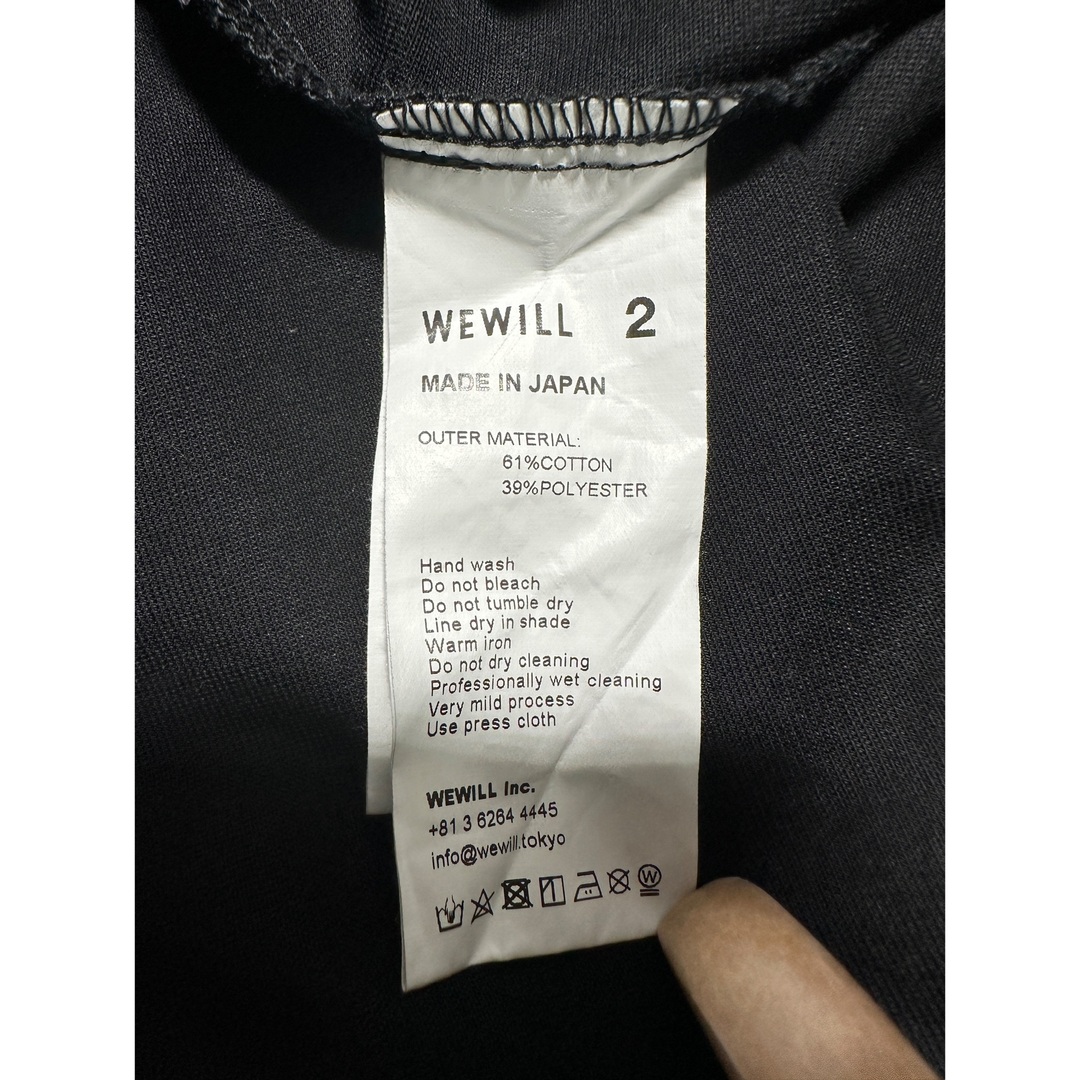 WEWILL 2
MADE IN JAPAN
OUTER MATERIAL:
61%COTTON
39%POLYESTER
Hand wash
Do not bleach
Do not tumble dry
Line dry in shade
Warm iron
Do not dry cleaning
Professionally wet cleaning
Very mild process
Use press cloth
WEWILL Inc.
+81 3 6264 4445
info@wewill.tokyo
W